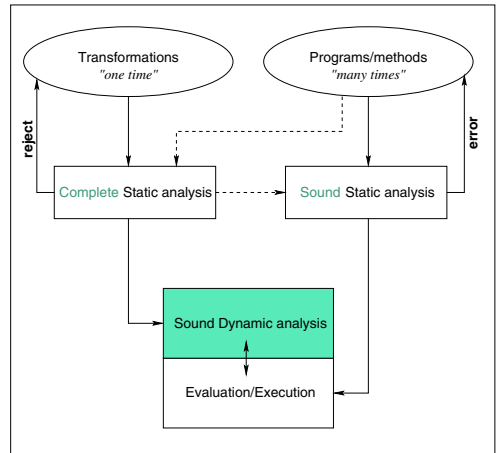 Transformations
"one time"
Programs/methods
"many times"
reject
error
Complete Static analysis
Sound Static analysis
Sound Dynamic analysis
Evaluation/Execution